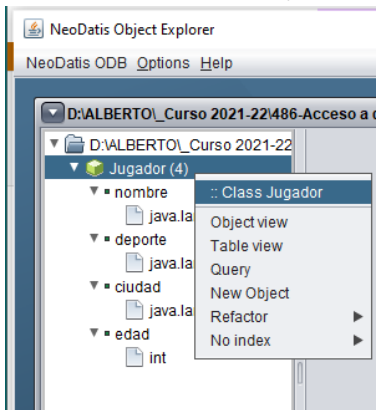 NeoDatis Object Explorer
NeoDatis ODB Options Help
D:\ALBERTO\_Curso 2021-22\486-Acceso a
D:\ALBERTO\_Curso 2021-22
Jugador (4)
:: Class Jugador
nombre
Object view
Table view
deporte
Query
New Object
ciudad
Refactor
No index
edad
int